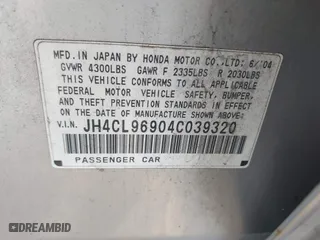 MFD. IN JAPAN BY HONDA MOTOR CO.,LTD:
GVWR 4300LBS GAWR F 2335LBS R 2030LBS
THIS VEHICLE CONFORMS TO ALL APPLICABLE
FEDERAL MOTOR VEHICLE SAFETY, BUMPER,
AND THEFT PREVENTION STANDARDS IN EFFECT
ON THE DATE OF MANUFACTURE SHOWN ABOVE.
V.I.N. JH4CL96904C039320
PASSENGER CAR
DREAMBID
dreambid.com